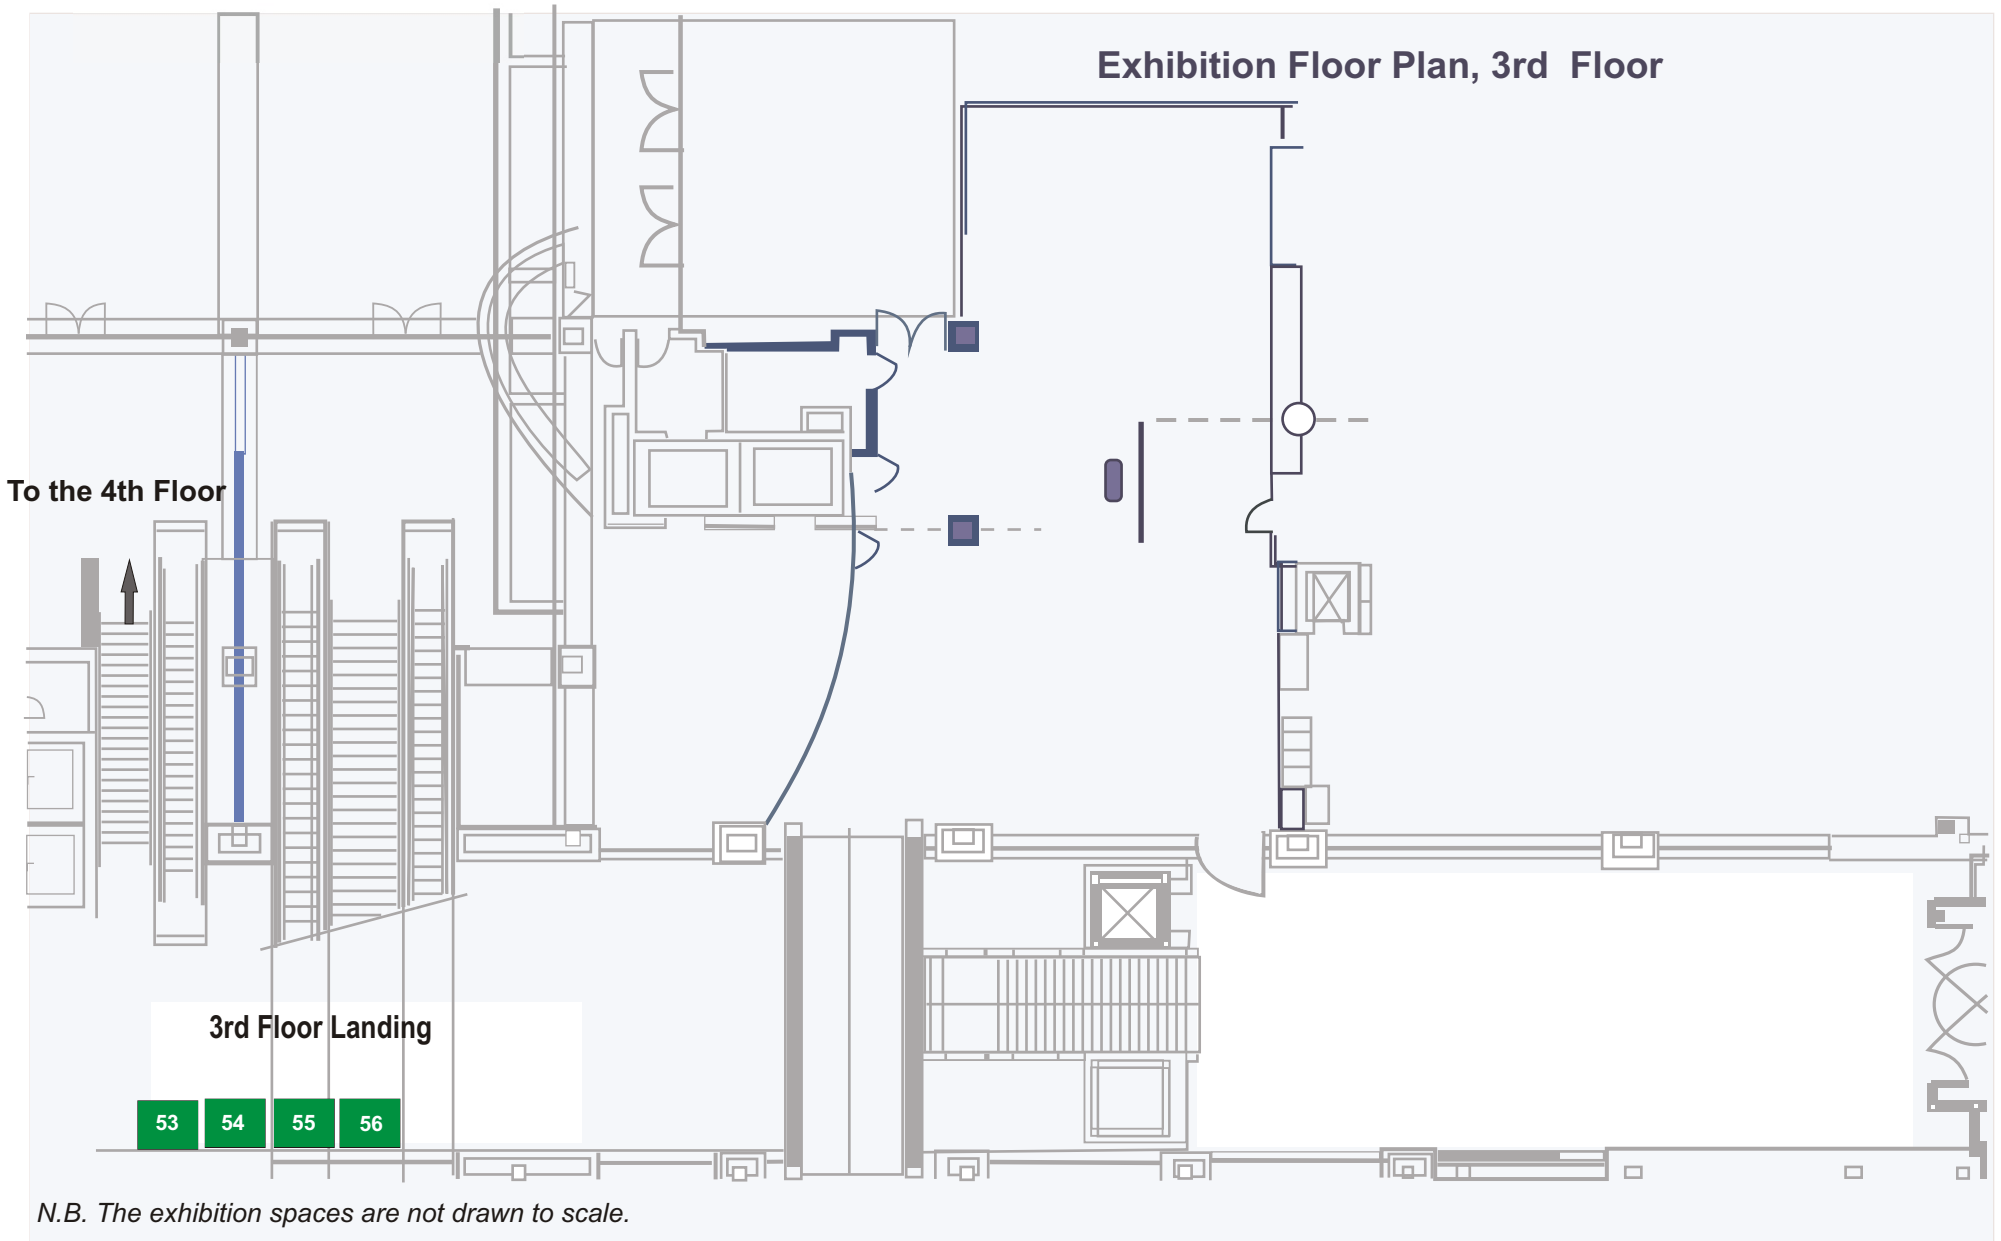 Exhibition Floor Plan, 3rd  Floor
To the 4th Floor
3rd Floor Landing
53 54 55 56
N.B. The exhibition spaces are not drawn to scale.